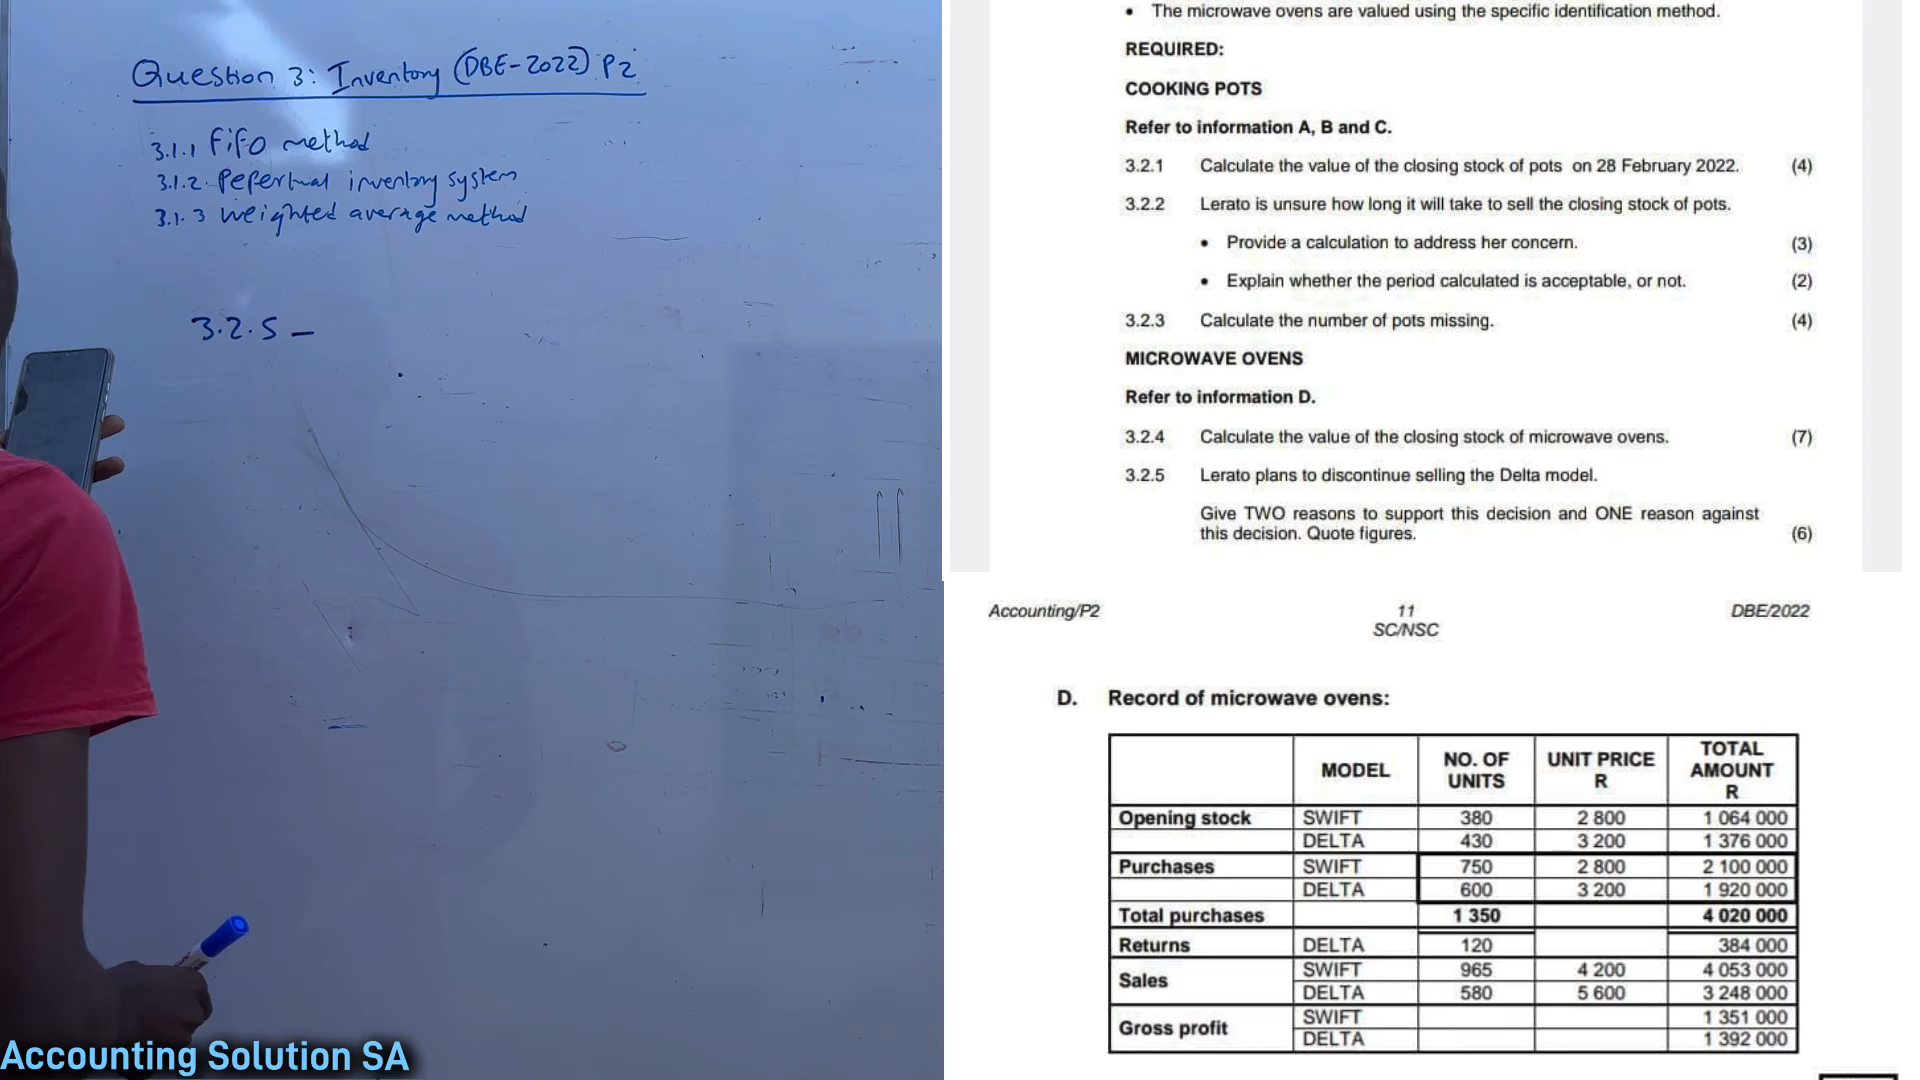 Question 3: Inventory (DBE-2022) P2
3.1.1 FiFO method
3.1.2. Pepertual inventory system
3.1.3 Weighted average method
3.2.5 –
Accounting Solution SA
• The microwave ovens are valued using the specific identification method.
REQUIRED:
COOKING POTS
Refer to information A, B and C.
3.2.1 Calculate the value of the closing stock of pots on 28 February 2022. (4)
3.2.2 Lerato is unsure how long it will take to sell the closing stock of pots.
• Provide a calculation to address her concern. (3)
• Explain whether the period calculated is acceptable, or not. (2)
3.2.3 Calculate the number of pots missing. (4)
MICROWAVE OVENS
Refer to information D.
3.2.4 Calculate the value of the closing stock of microwave ovens. (7)
3.2.5 Lerato plans to discontinue selling the Delta model.
Give TWO reasons to support this decision and ONE reason against
this decision. Quote figures. (6)
Accounting/P2 11 DBE/2022
SC/NSC
D. Record of microwave ovens:
MODEL NO. OF UNITS UNIT PRICE R TOTAL AMOUNT R
Opening stock SWIFT 380 2 800 1 064 000
DELTA 430 3 200 1 376 000
Purchases SWIFT 750 2 800 2 100 000
DELTA 600 3 200 1 920 000
Total purchases 1 350 4 020 000
Returns DELTA 120 384 000
Sales SWIFT 965 4 200 4 053 000
DELTA 580 5 600 3 248 000
Gross profit SWIFT 1 351 000
DELTA 1 392 000